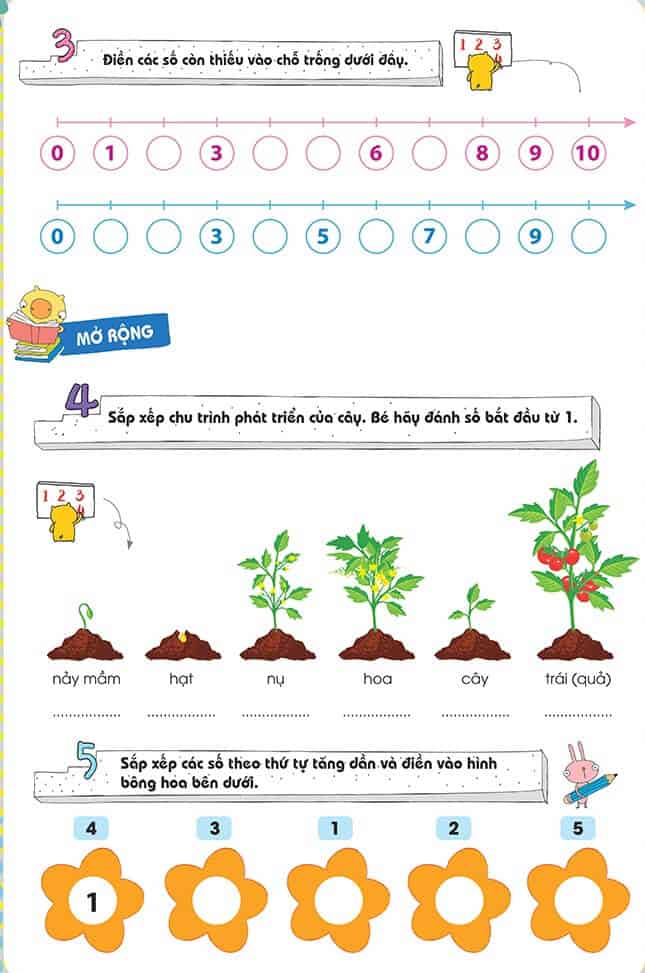 3
Điền các số còn thiếu vào chỗ trống dưới đây.
1 2 3
4
0 1 3 6 8 9 10
0 3 5 7 9
MỞ RỘNG
4
Sắp xếp chu trình phát triển của cây. Bé hãy đánh số bắt đầu từ 1.
1 2 3
4
nảy mầm hạt nụ hoa cây trái (quả)
5
Sắp xếp các số theo thứ tự tăng dần và điền vào hình
bông hoa bên dưới.
4 3 1 2 5
1